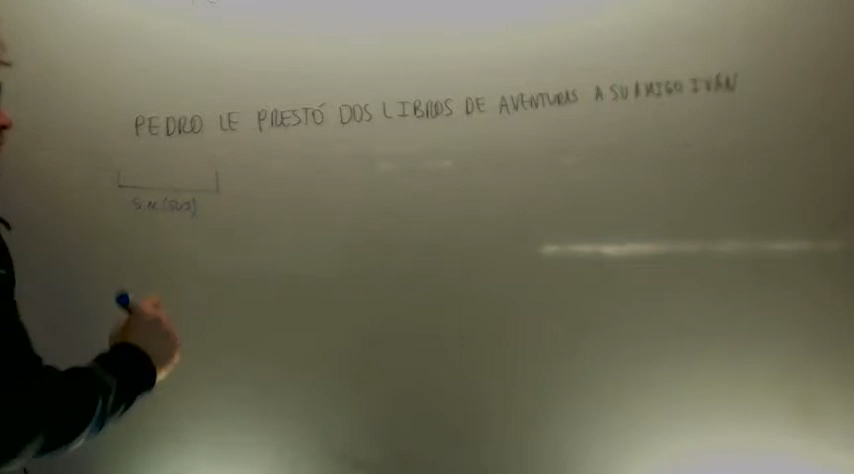 PEDRO LE PRESTÓ DOS LIBROS DE AVENTURAS A SU AMIGO IVÁN
S.N.(SUJ)